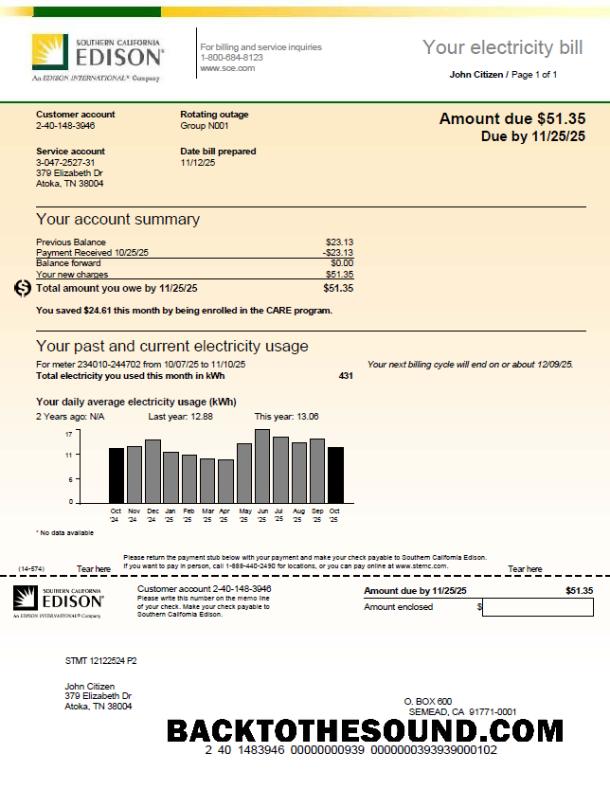 SOUTHERN CALIFORNIA
EDISON
An EDISON INTERNATIONAL® Company
For billing and service inquiries
1-800-684-8123
www.sce.com
Your electricity bill
John Citizen / Page 1 of 1
Customer account
2-40-148-3946
Rotating outage
Group N001
Amount due $51.35
Due by 11/25/25
Service account
3-047-2527-31
379 Elizabeth Dr
Atoka, TN 38004
Date bill prepared
11/12/25
Your account summary
Previous Balance $23.13
Payment Received 10/25/25 -$23.13
Balance forward $0.00
Your new charges $51.35
Total amount you owe by 11/25/25 $51.35
You saved $24.61 this month by being enrolled in the CARE program.
Your past and current electricity usage
For meter 234010-244702 from 10/07/25 to 11/10/25 Your next billing cycle will end on or about 12/09/25.
Total electricity you used this month in kWh 431
Your daily average electricity usage (kWh)
2 Years ago: N/A Last year: 12.88 This year: 13.06
17
11
6
0
Oct Nov Dec Jan Feb Mar Apr May Jun Jul Aug Sep Oct
'24 '24 '24 '25 '25 '25 '25 '25 '25 '25 '25 '25 '25
* No data available
Please return the payment stub below with your payment and make your check payable to Southern California Edison.
If you want to pay in person, call 1-888-440-2490 for locations, or you can pay online at www.stemc.com.
(14-574) Tear here Tear here
SOUTHERN CALIFORNIA
EDISON
An EDISON INTERNATIONAL® Company
Customer account 2-40-148-3946
Please write this number on the memo line
of your check. Make your check payable to
Southern California Edison.
Amount due by 11/25/25 $51.35
Amount enclosed $
STMT 12122524 P2
John Citizen
379 Elizabeth Dr
Atoka, TN 38004
O. BOX 600
SEMEAD, CA 91771-0001
BACKTOTHESOUND.COM
2 40 1483946 00000000939 0000000393939000102